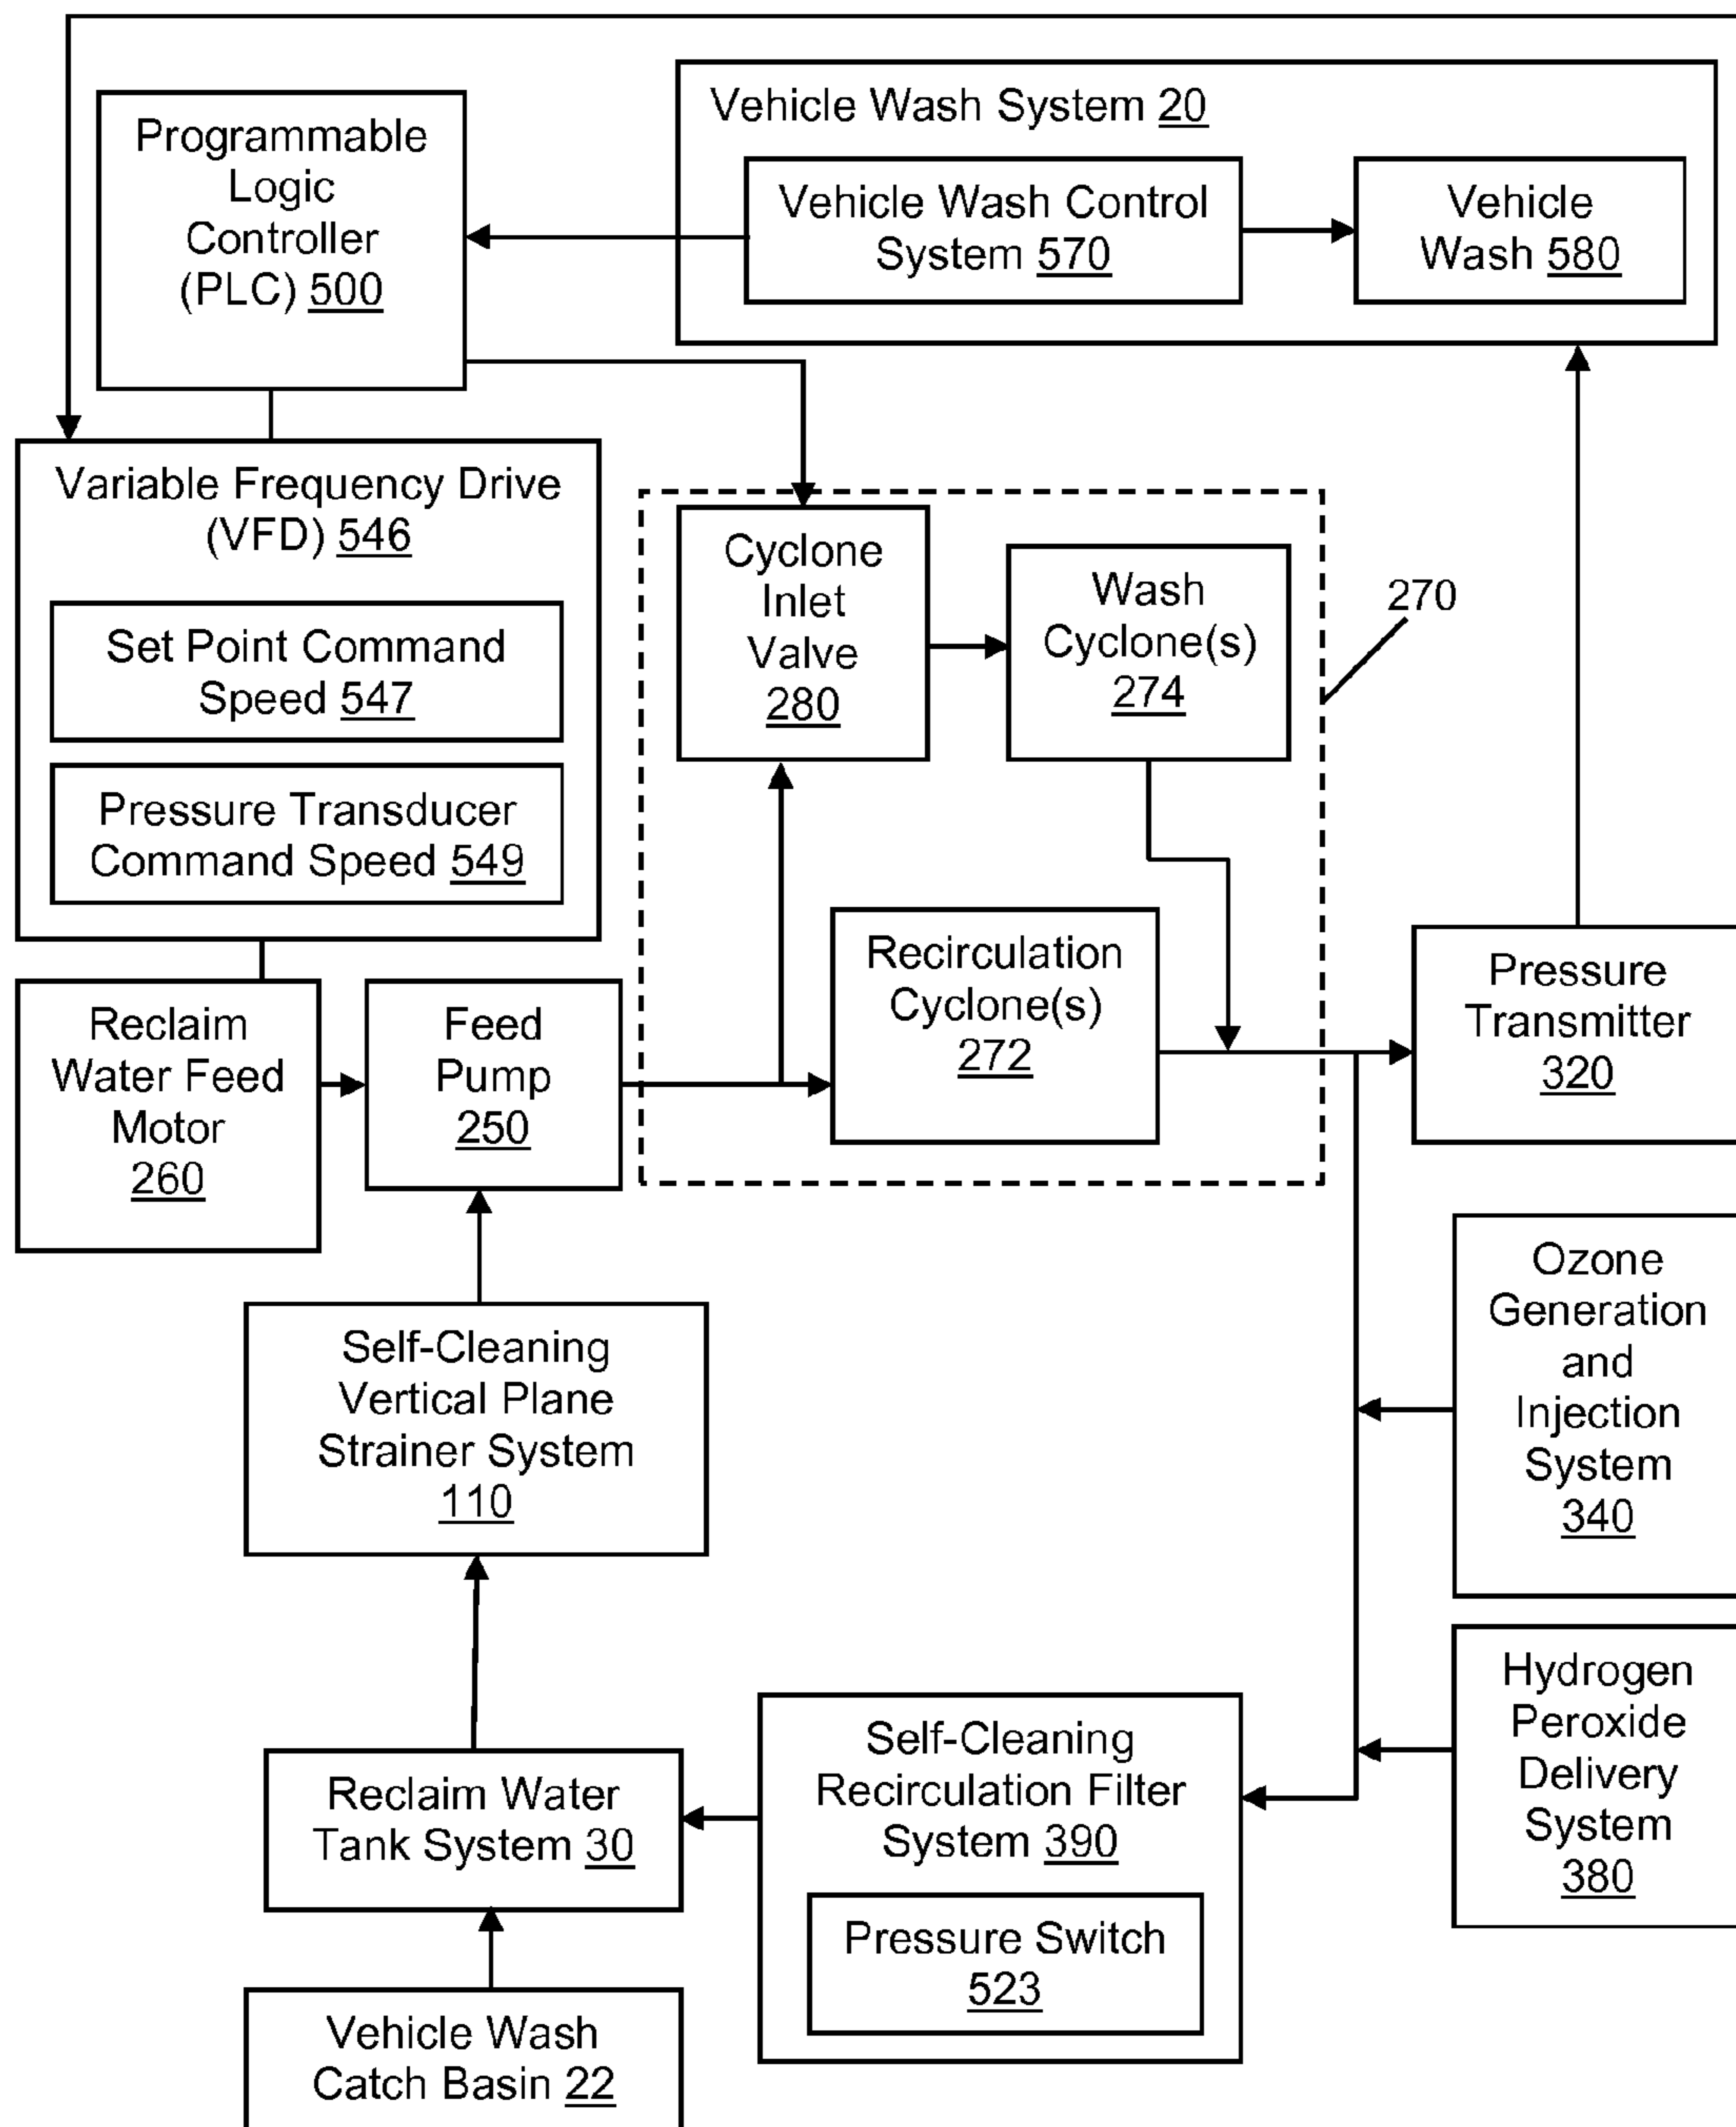 Programmable
Logic
Controller
(PLC) 500
Vehicle Wash System 20
Vehicle Wash Control
System 570
Vehicle
Wash 580
Variable Frequency Drive
(VFD) 546
Set Point Command
Speed 547
Pressure Transducer
Command Speed 549
Cyclone
Inlet
Valve
280
Wash
Cyclone(s)
274
270
Reclaim
Water Feed
Motor
260
Feed
Pump
250
Recirculation
Cyclone(s)
272
Pressure
Transmitter
320
Self-Cleaning
Vertical Plane
Strainer System
110
Ozone
Generation
and
Injection
System
340
Hydrogen
Peroxide
Delivery
System
380
Reclaim Water
Tank System 30
Self-Cleaning
Recirculation Filter
System 390
Pressure Switch
523
Vehicle Wash
Catch Basin 22